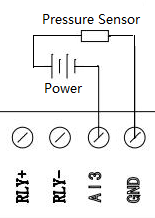 Pressure Sensor
Power
RLY+
RLY-
AI3
GND